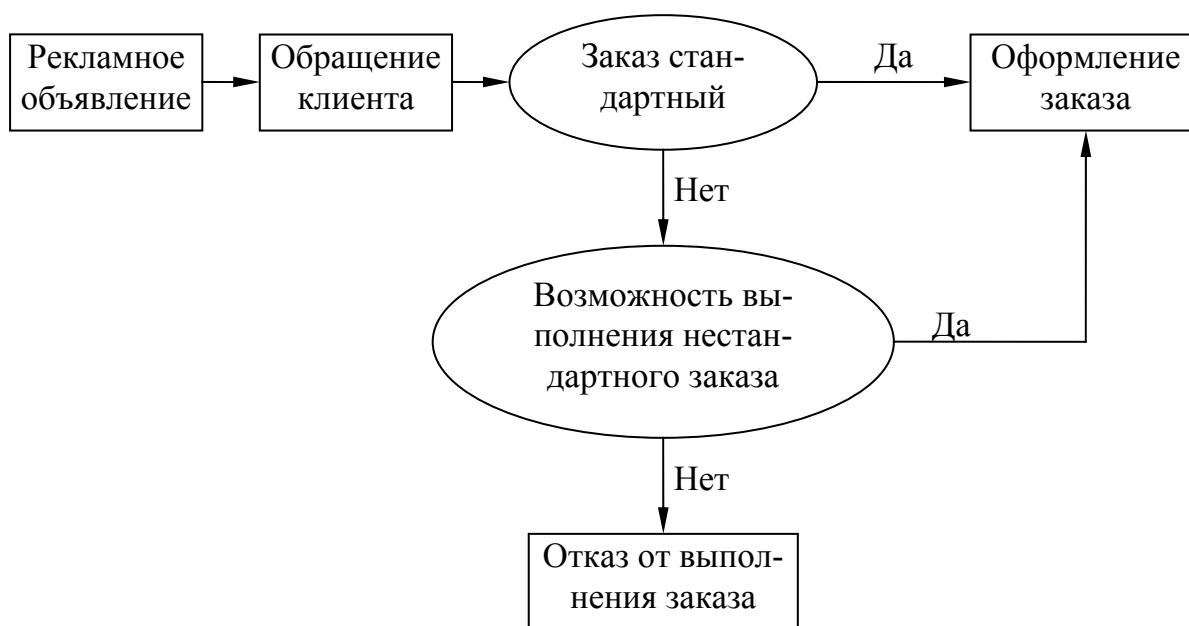 Рекламное
объявление
Обращение
клиента
Заказ стан-
дартный
Да
Оформление
заказа
Нет
Возможность вы-
полнения нестан-
дартного заказа
Да
Нет
Отказ от выпол-
нения заказа